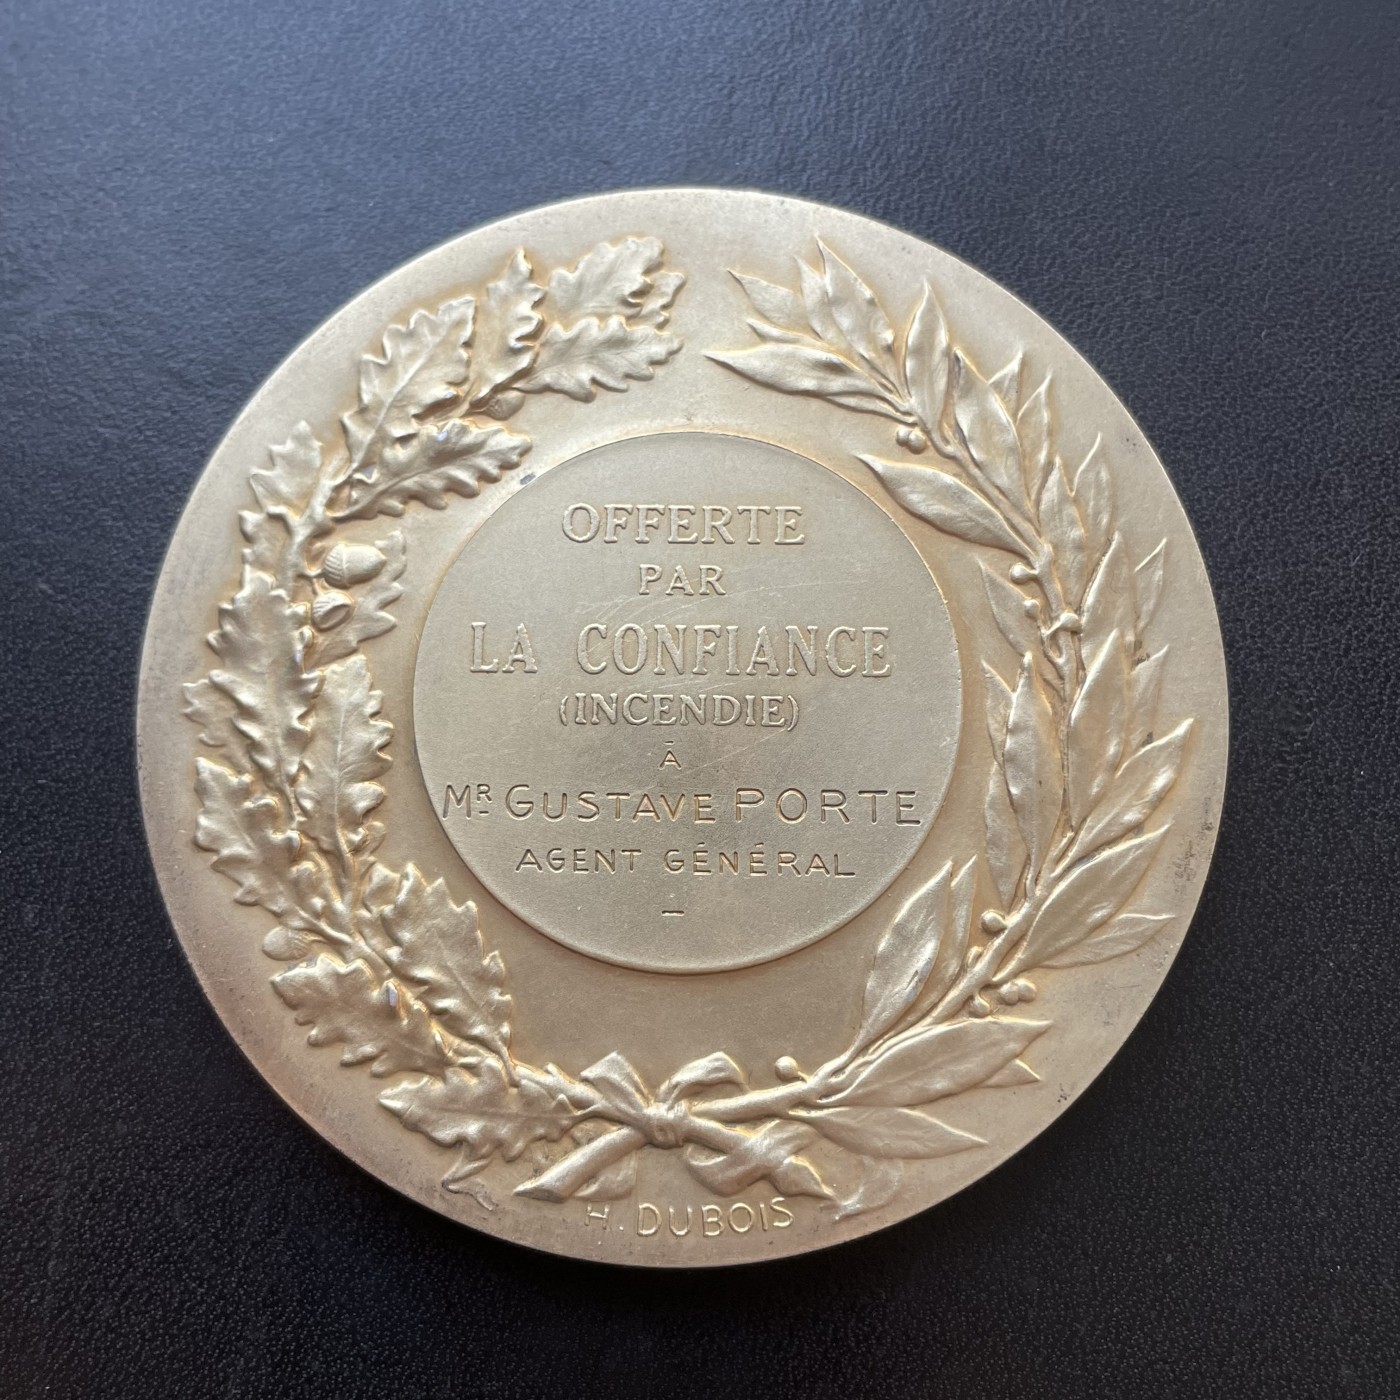 OFFERTE
PAR
LA CONFIANCE
(INCENDIE)
À
MR GUSTAVE PORTE
AGENT GÉNÉRAL
—
H. DUBOIS